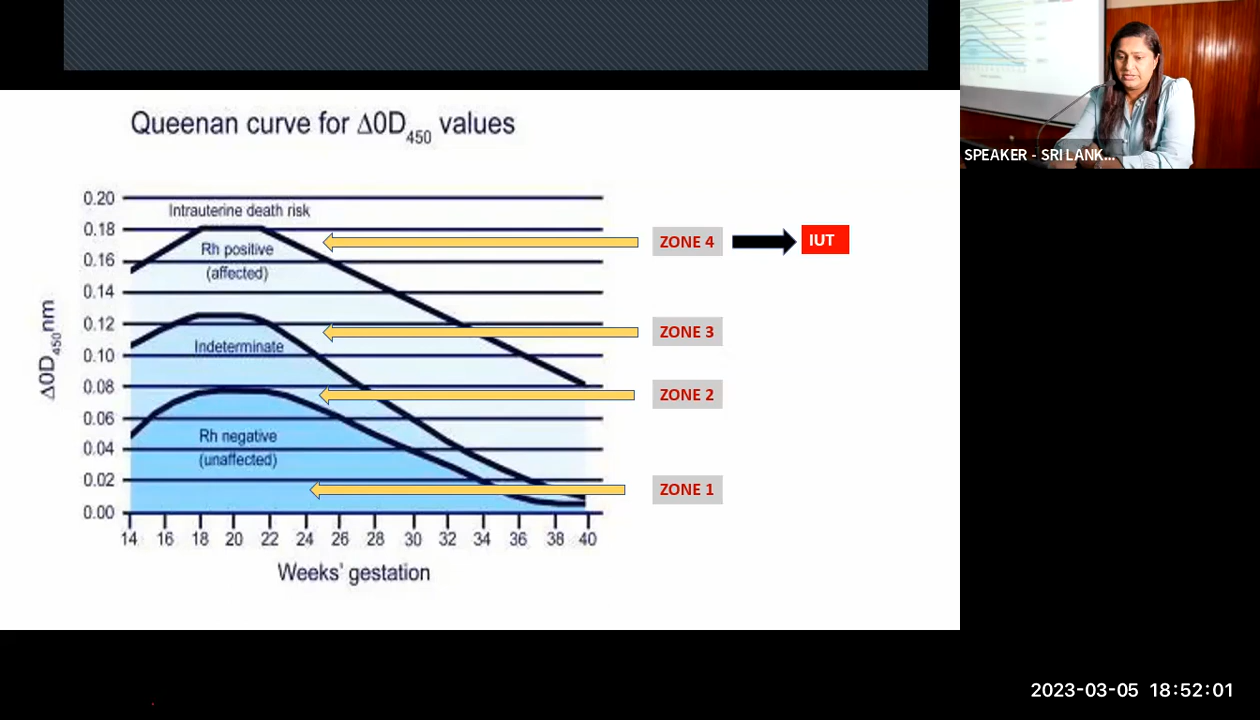 Queenan curve for Δ0D450 values
0.20
0.18
0.16
0.14
0.12
0.10
0.08
0.06
0.04
0.02
0.00
Δ0D450nm
Intrauterine death risk
Rh positive
(affected)
Indeterminate
Rh negative
(unaffected)
14 16 18 20 22 24 26 28 30 32 34 36 38 40
Weeks' gestation
ZONE 4
IUT
ZONE 3
ZONE 2
ZONE 1
SPEAKER - SRI LANK...
2023-03-05 18:52:01